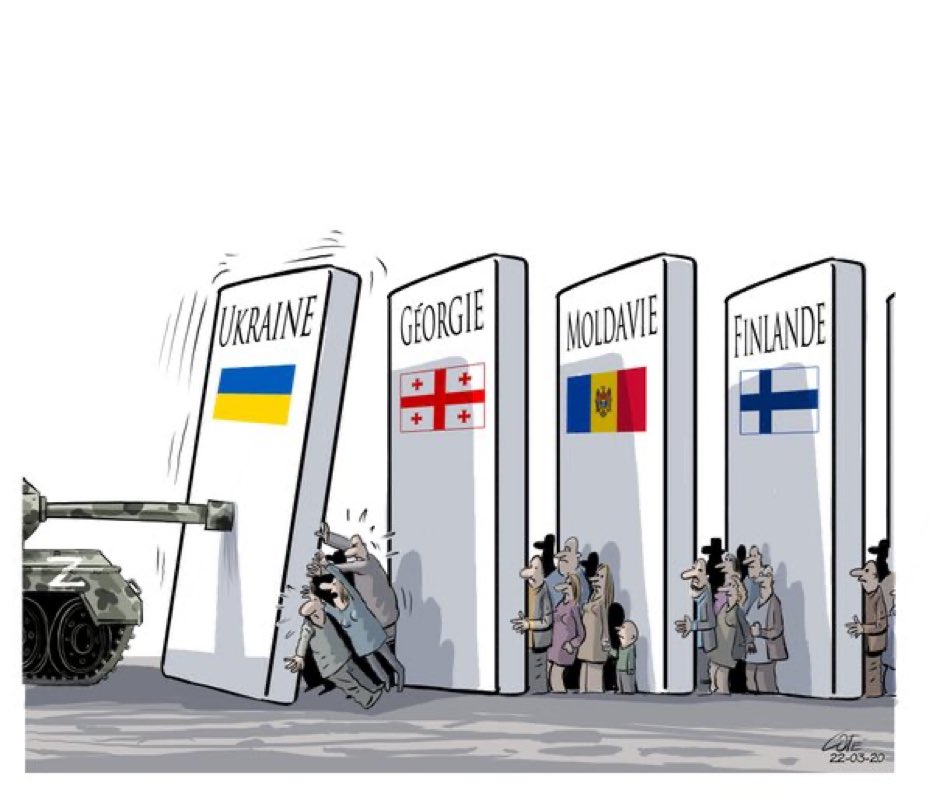 UKRAINE
GÉORGIE
MOLDAVIE
FINLANDE
Z
CÔTÉ
22-03-20